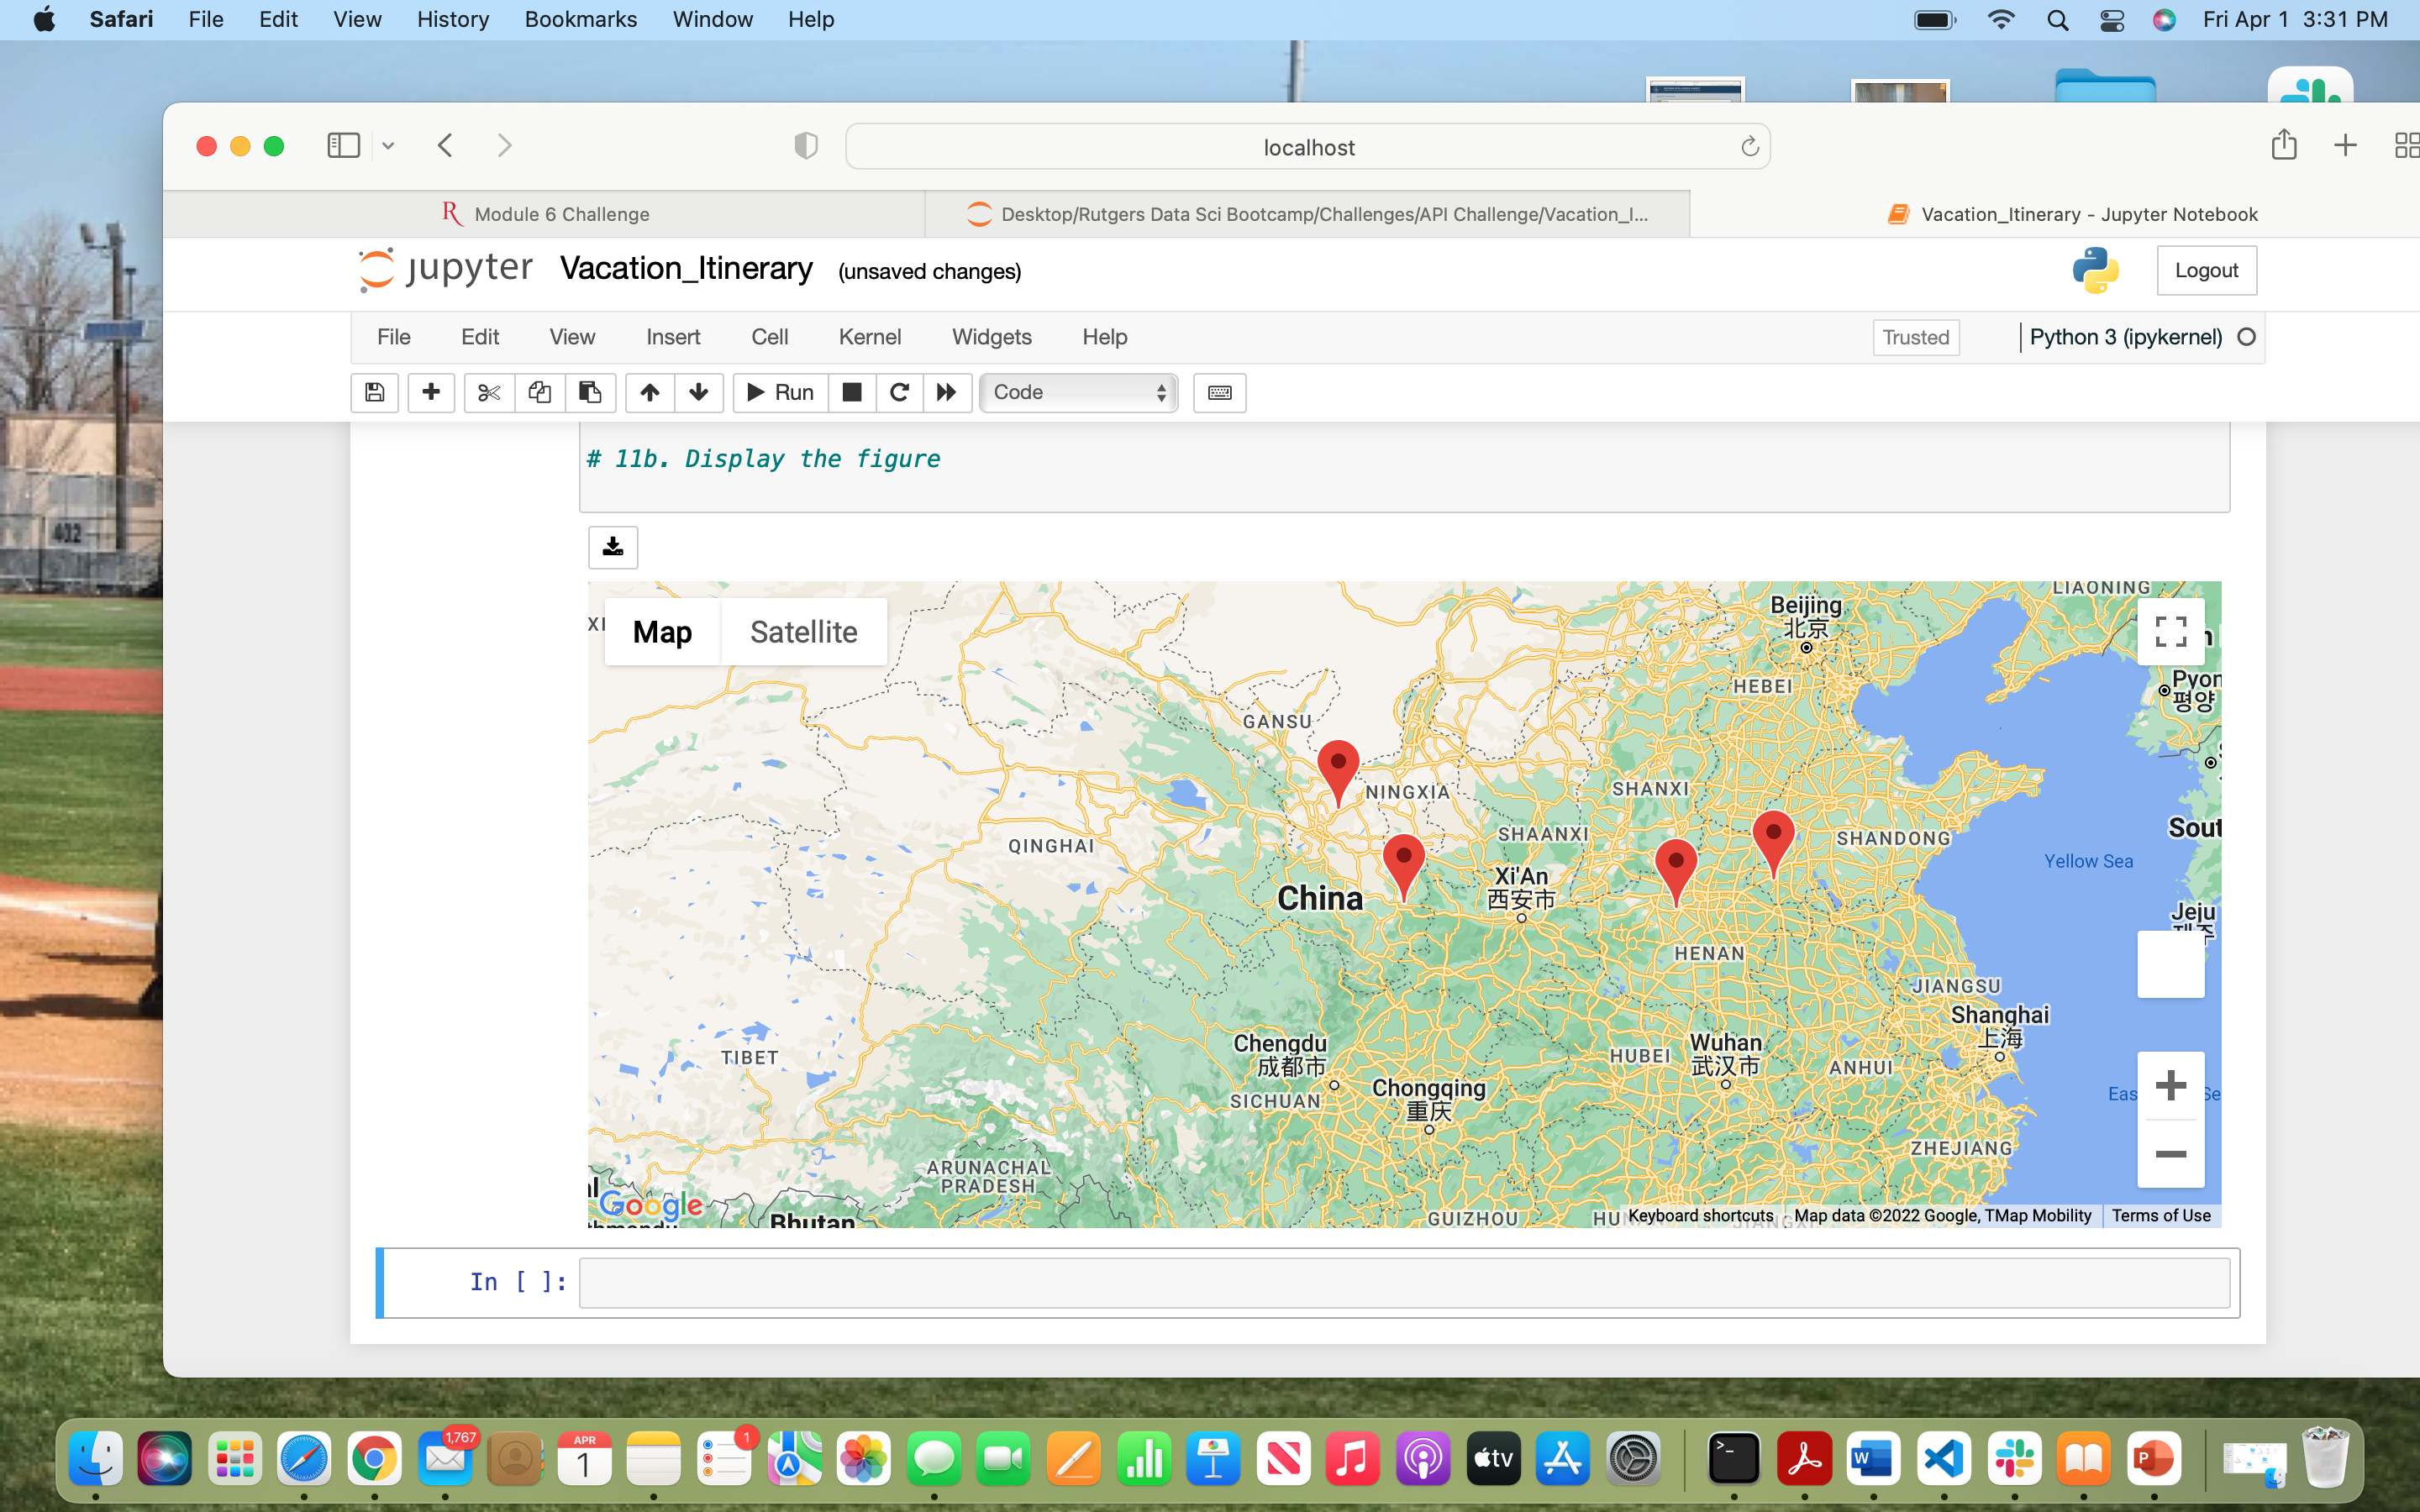 Safari File Edit View History Bookmarks Window Help Fri Apr 1 3:31 PM
localhost
Module 6 Challenge
Desktop/Rutgers Data Sci Bootcamp/Challenges/API Challenge/Vacation_I...
Vacation_Itinerary - Jupyter Notebook
jupyter Vacation_Itinerary (unsaved changes)
Logout
File Edit View Insert Cell Kernel Widgets Help
Trusted
Python 3 (ipykernel)
Run
Code
# 11b. Display the figure
LIAONING
XI
Map Satellite
Beijing
北京
HEBEI
Pyon
평양
GANSU
NINGXIA
SHANXI
SHAANXI
SHANDONG
Sout
QINGHAI
Yellow Sea
China
Xi'An
西安市
Jeju
HENAN
JIANGSU
Shanghai
上海
TIBET
Chengdu
成都市
HUBEI
Wuhan
武汉市
ANHUI
SICHUAN
Chongqing
重庆
Eas
Se
ZHEJIANG
ARUNACHAL
PRADESH
Google
Bhutan
GUIZHOU
HU
Keyboard shortcuts
Map data ©2022 Google, TMap Mobility
Terms of Use
In [ ]:
402
1,767
APR
1
1
tv
W
P